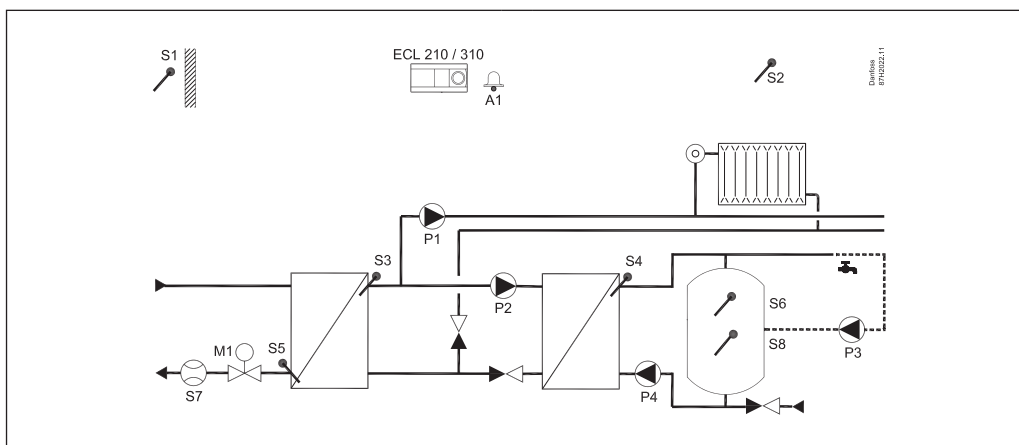 S1
ECL 210 / 310
A1
S2
Danfoss
87H2022.11
P1
S3
S4
P2
S6
S8
P3
M1
S5
S7
P4